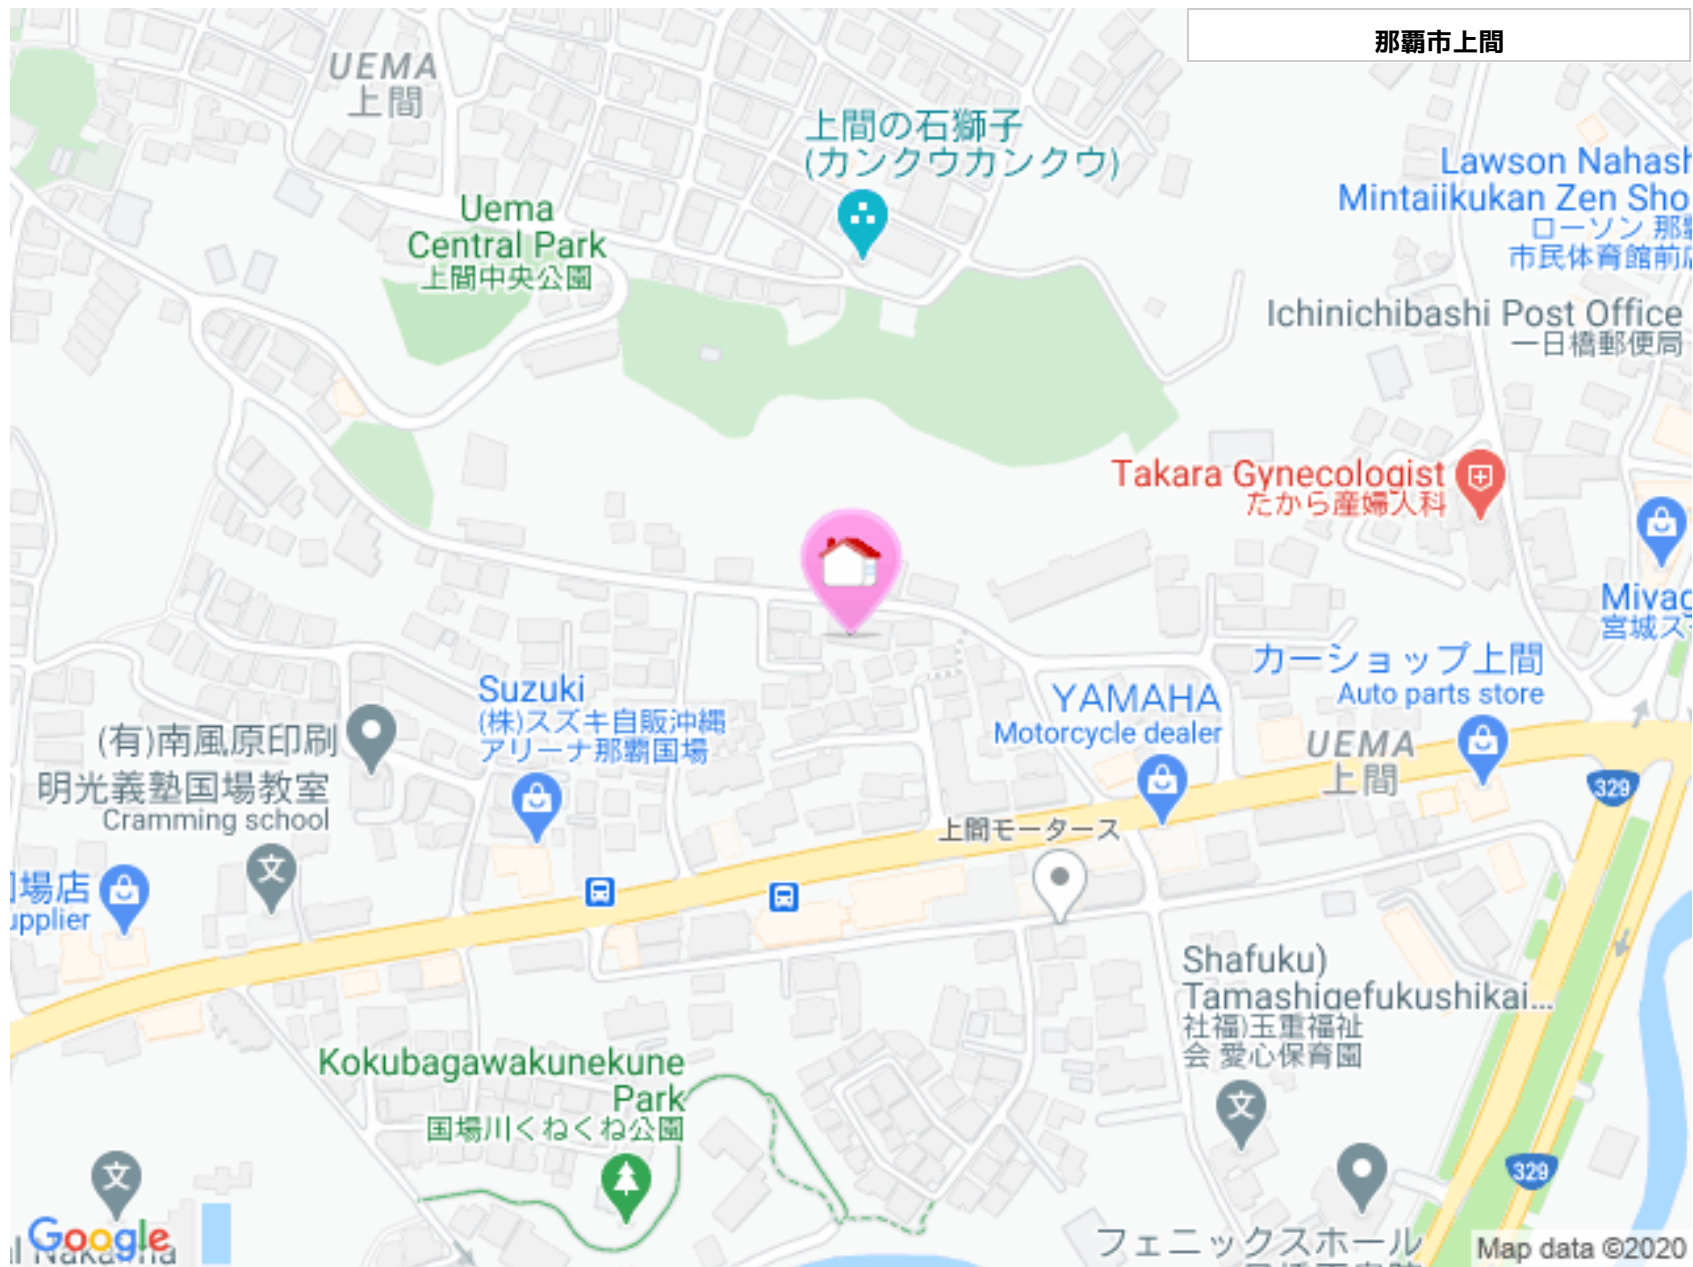 那覇市上間
UEMA
上間
上間の石獅子
(カンクウカンクウ)
Lawson Nahash
Mintaiikukan Zen Sho
ローソン 那覇
市民体育館前店
Uema
Central Park
上間中央公園
Ichinichibashi Post Office
一日橋郵便局
Takara Gynecologist
たから産婦人科
Miyag
宮城ス
カーショップ上間
Auto parts store
Suzuki
(株)スズキ自販沖縄
アリーナ那覇国場
YAMAHA
Motorcycle dealer
(有)南風原印刷
UEMA
上間
明光義塾国場教室
Cramming school
329
上間モータース
場店
upplier
Shafuku)
Tamashigefukushikai...
社福)玉重福祉
会 愛心保育園
Kokubagawakunekune
Park
国場川くねくね公園
329
Google
フェニックスホール
Map data ©2020